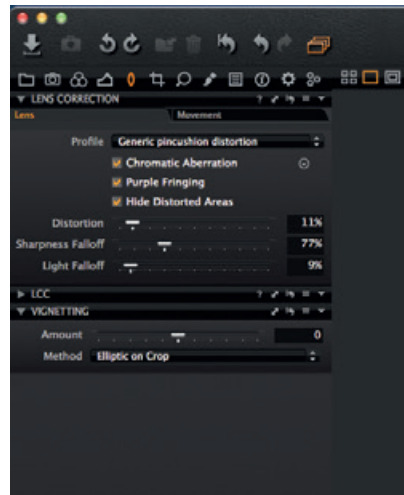 LENS CORRECTION ?
Lens Movement
Profile Generic pincushion distortion
Chromatic Aberration
Purple Fringing
Hide Distorted Areas
Distortion 11%
Sharpness Falloff 77%
Light Falloff 9%
LCC ?
VIGNETTING
Amount 0
Method Elliptic on Crop